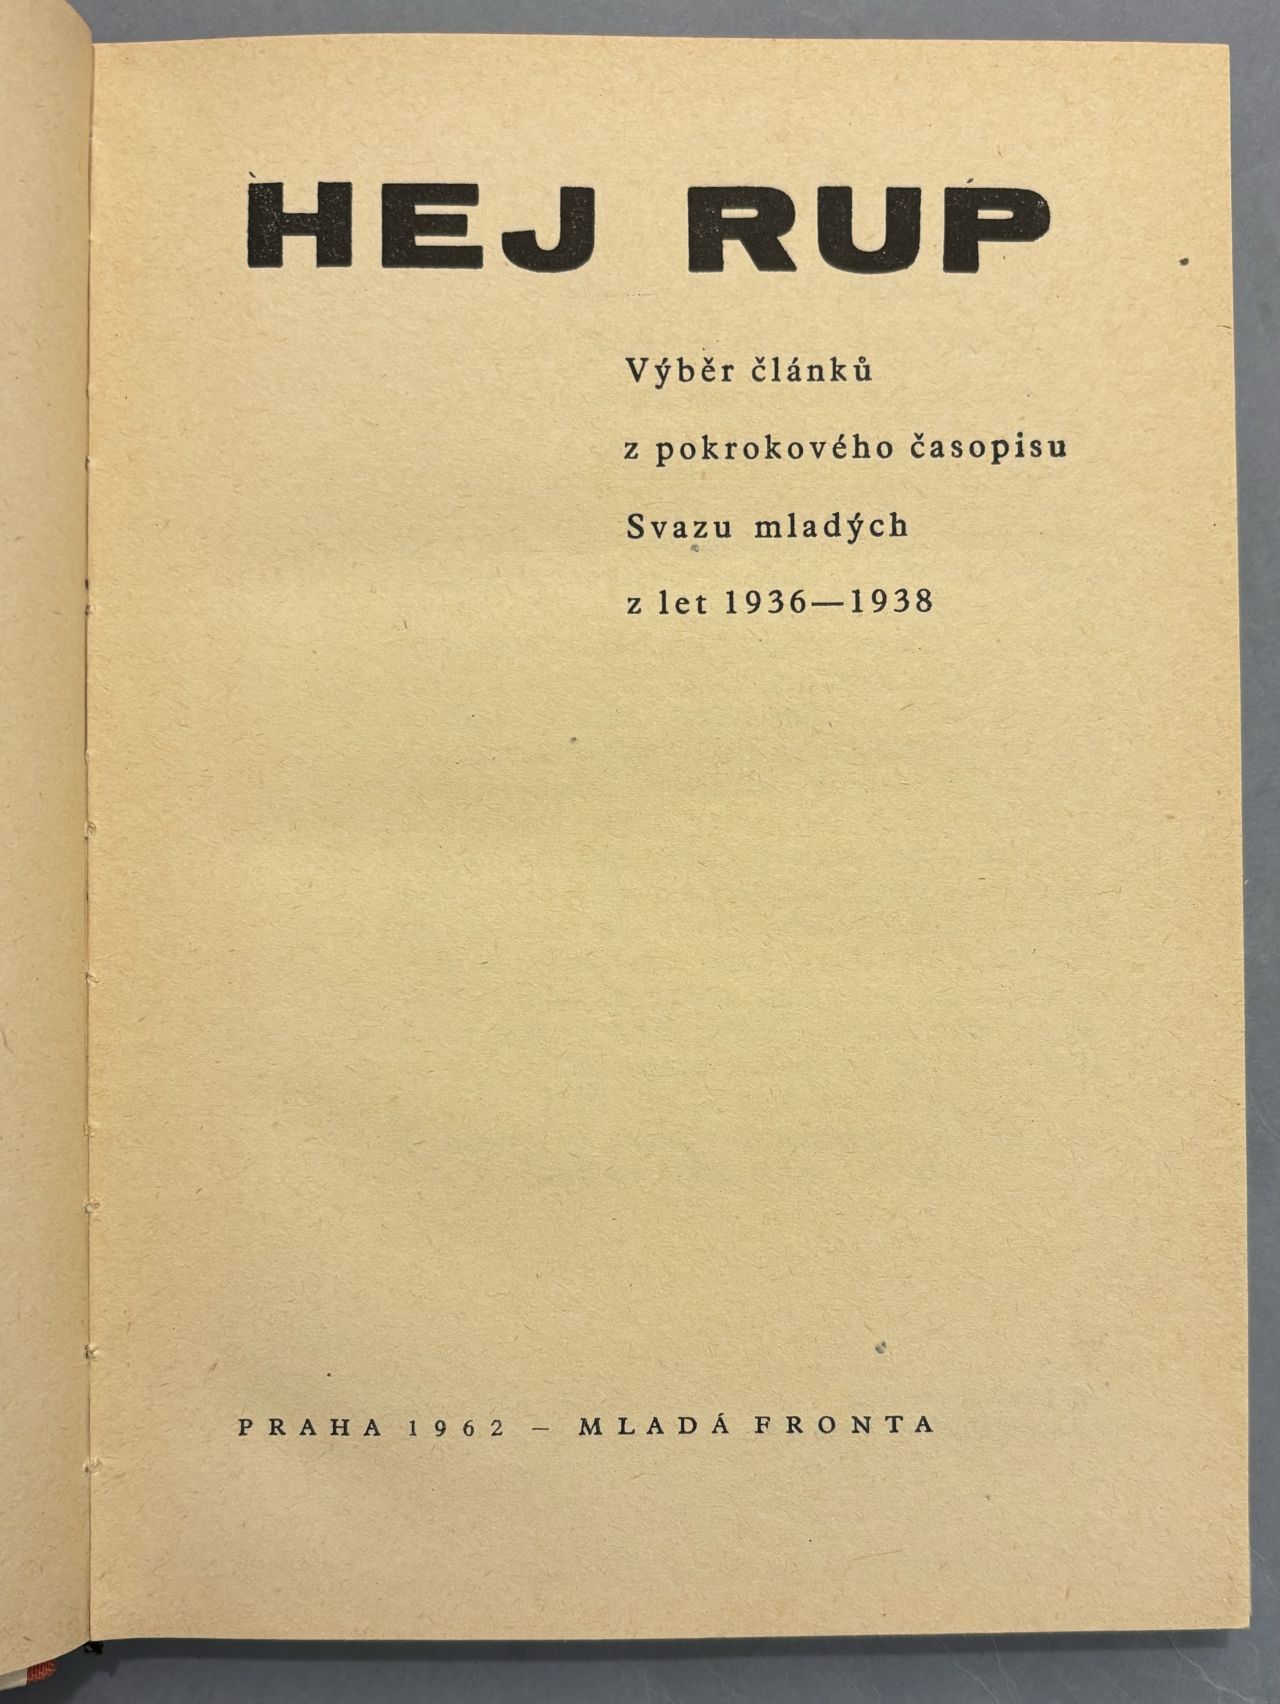 HEJ RUP
Výběr článků
z pokrokového časopisu
Svazu mladých
z let 1936—1938
PRAHA 1962 – MLADÁ FRONTA